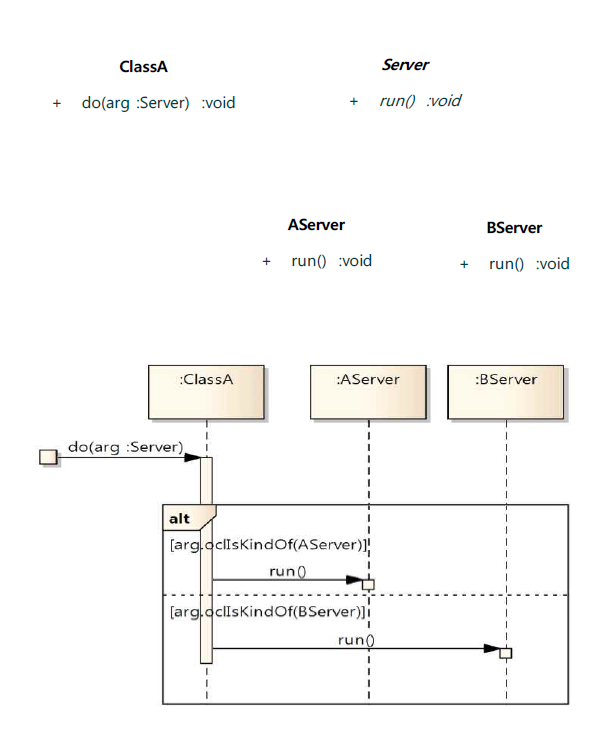 ClassA
Server
+ do(arg :Server) :void
+ run() :void
AServer
BServer
+ run() :void
+ run() :void
:ClassA
:AServer
:BServer
do(arg :Server)
alt
[arg.oclIsKindOf(AServer)]
run()
[arg.oclIsKindOf(BServer)]
run()